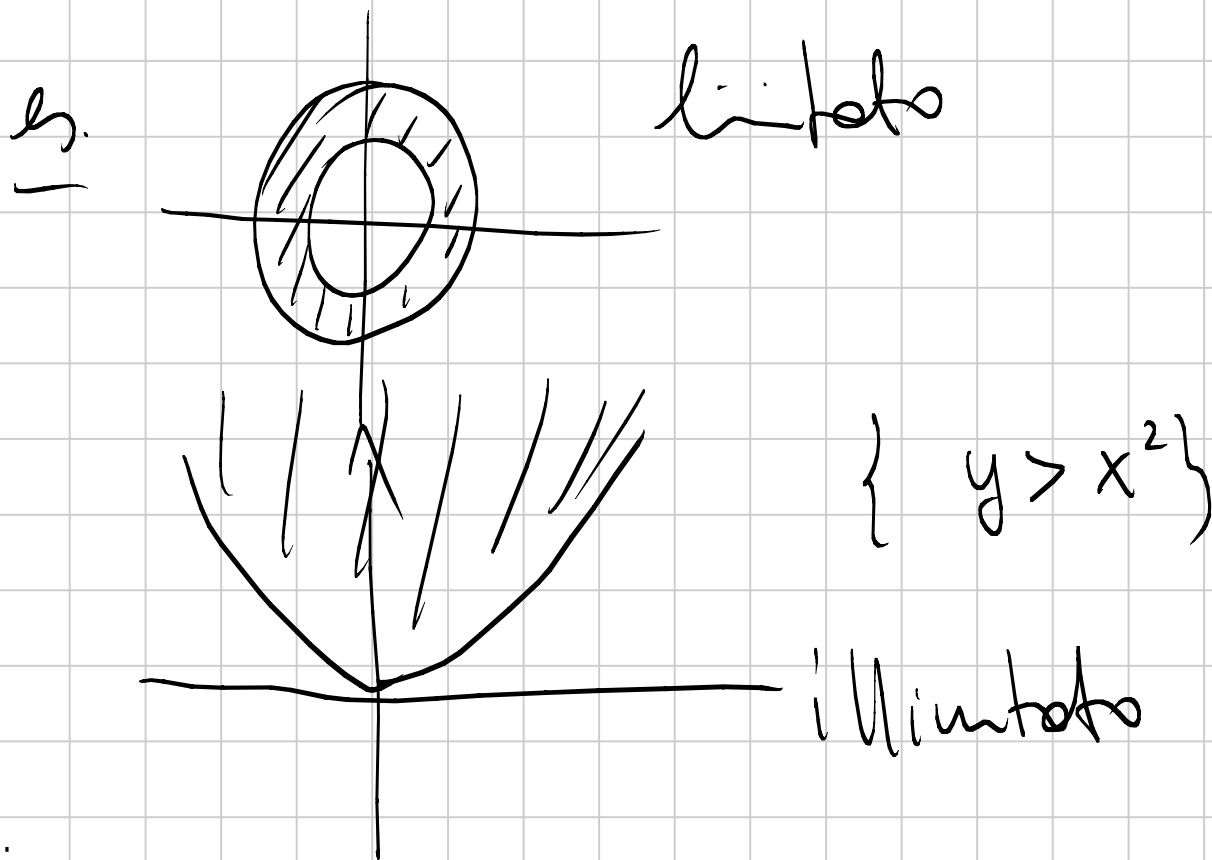 es.
limitato
{ y > x² }
illimitato